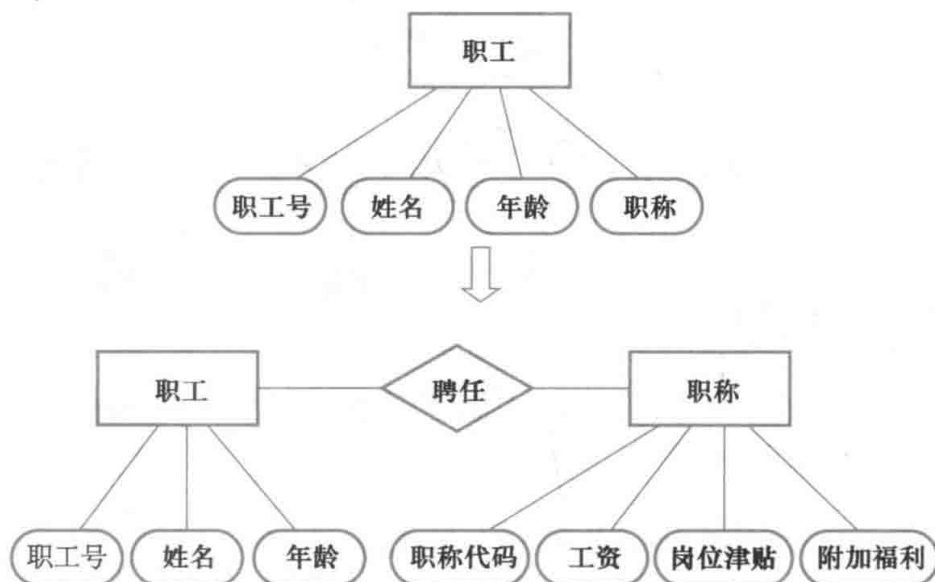 职工
职工号 姓名 年龄 职称
职工 聘任 职称
职工号 姓名 年龄 职称代码 工资 岗位津贴 附加福利